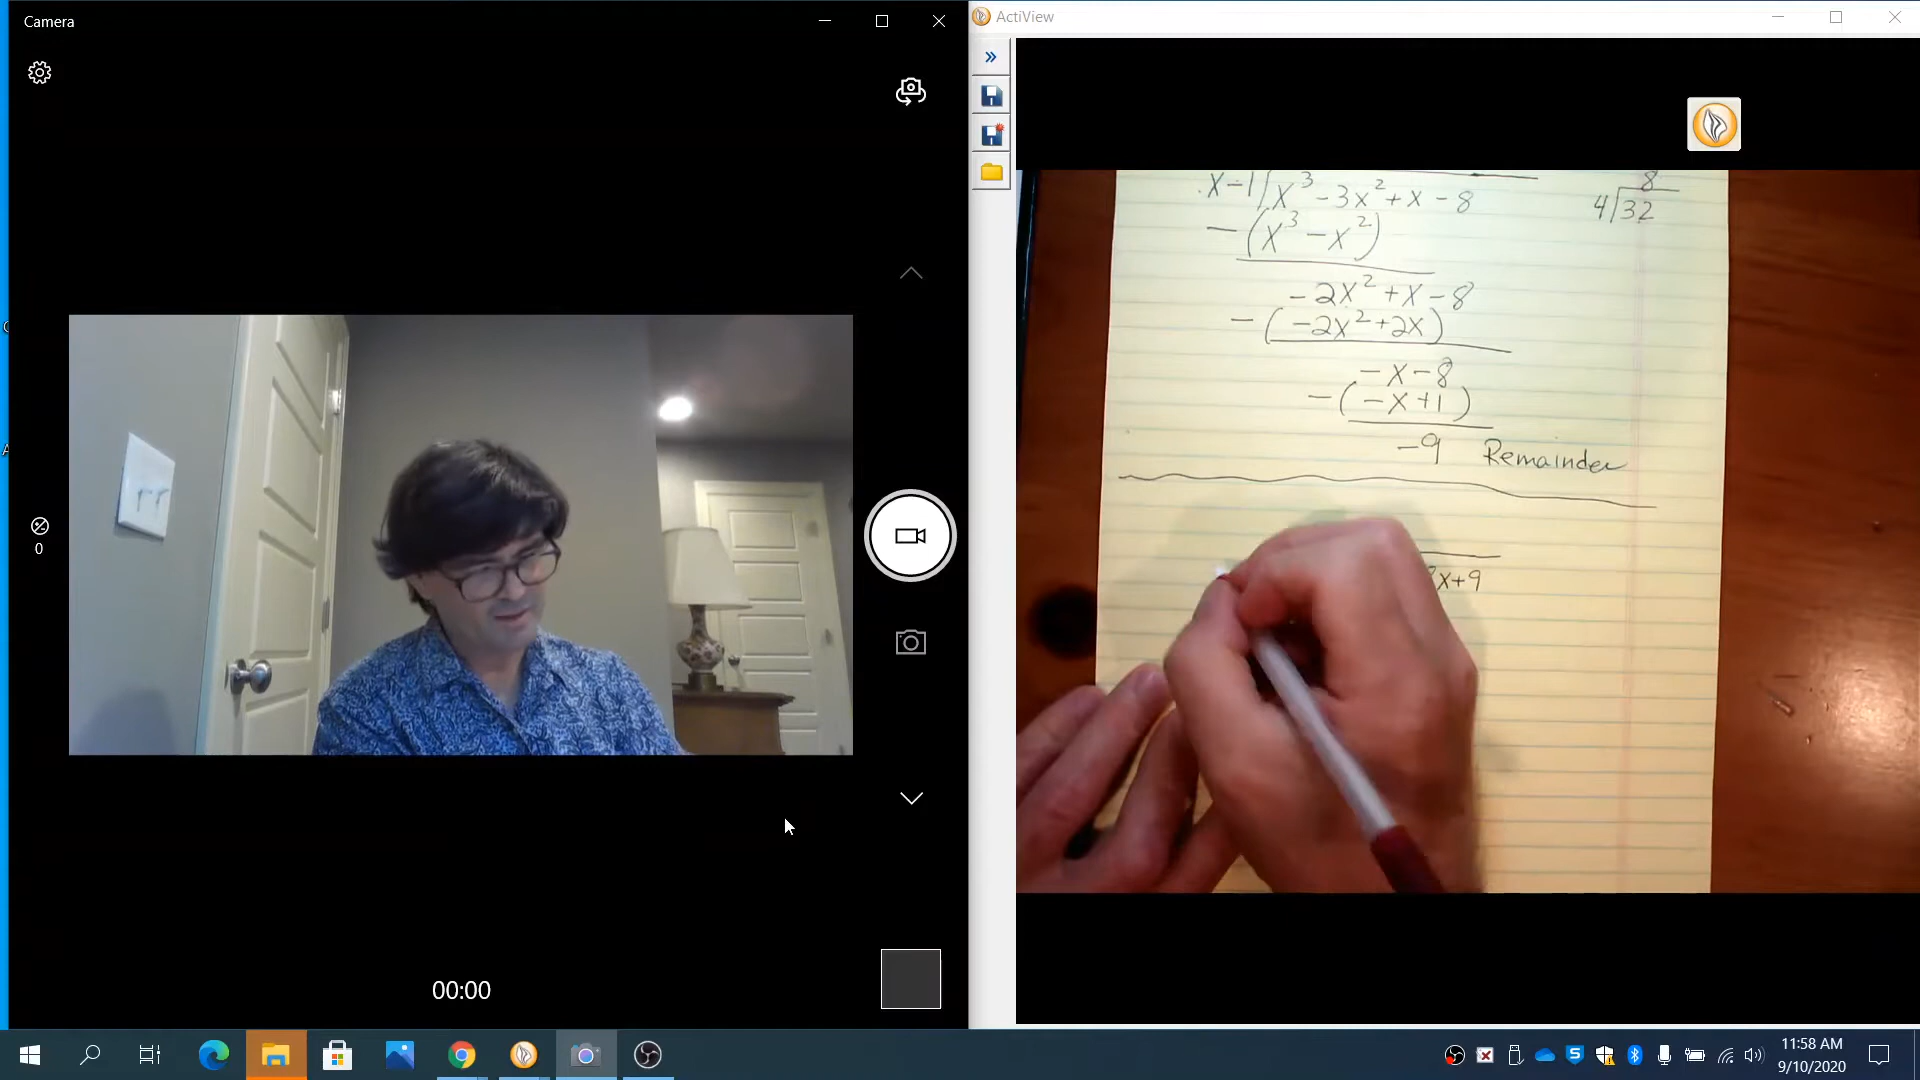 Camera
ActiView
»
x-1 x³ - 3x² + x - 8
8
4 32
- (x³ - x²)
-2x² + x - 8
- (-2x² + 2x)
-x - 8
- (-x + 1)
-9 Remainder
x+9
0
00:00
11:58 AM
9/10/2020